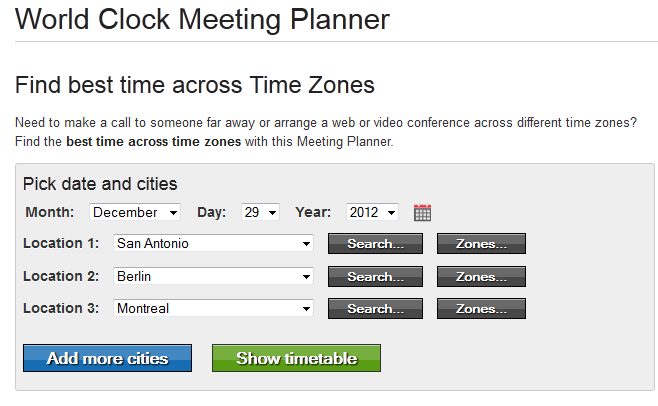 World Clock Meeting Planner
Find best time across Time Zones
Need to make a call to someone far away or arrange a web or video conference across different time zones?
Find the best time across time zones with this Meeting Planner.
Pick date and cities
Month: December Day: 29 Year: 2012
Location 1: San Antonio Search... Zones...
Location 2: Berlin Search... Zones...
Location 3: Montreal Search... Zones...
Add more cities Show timetable